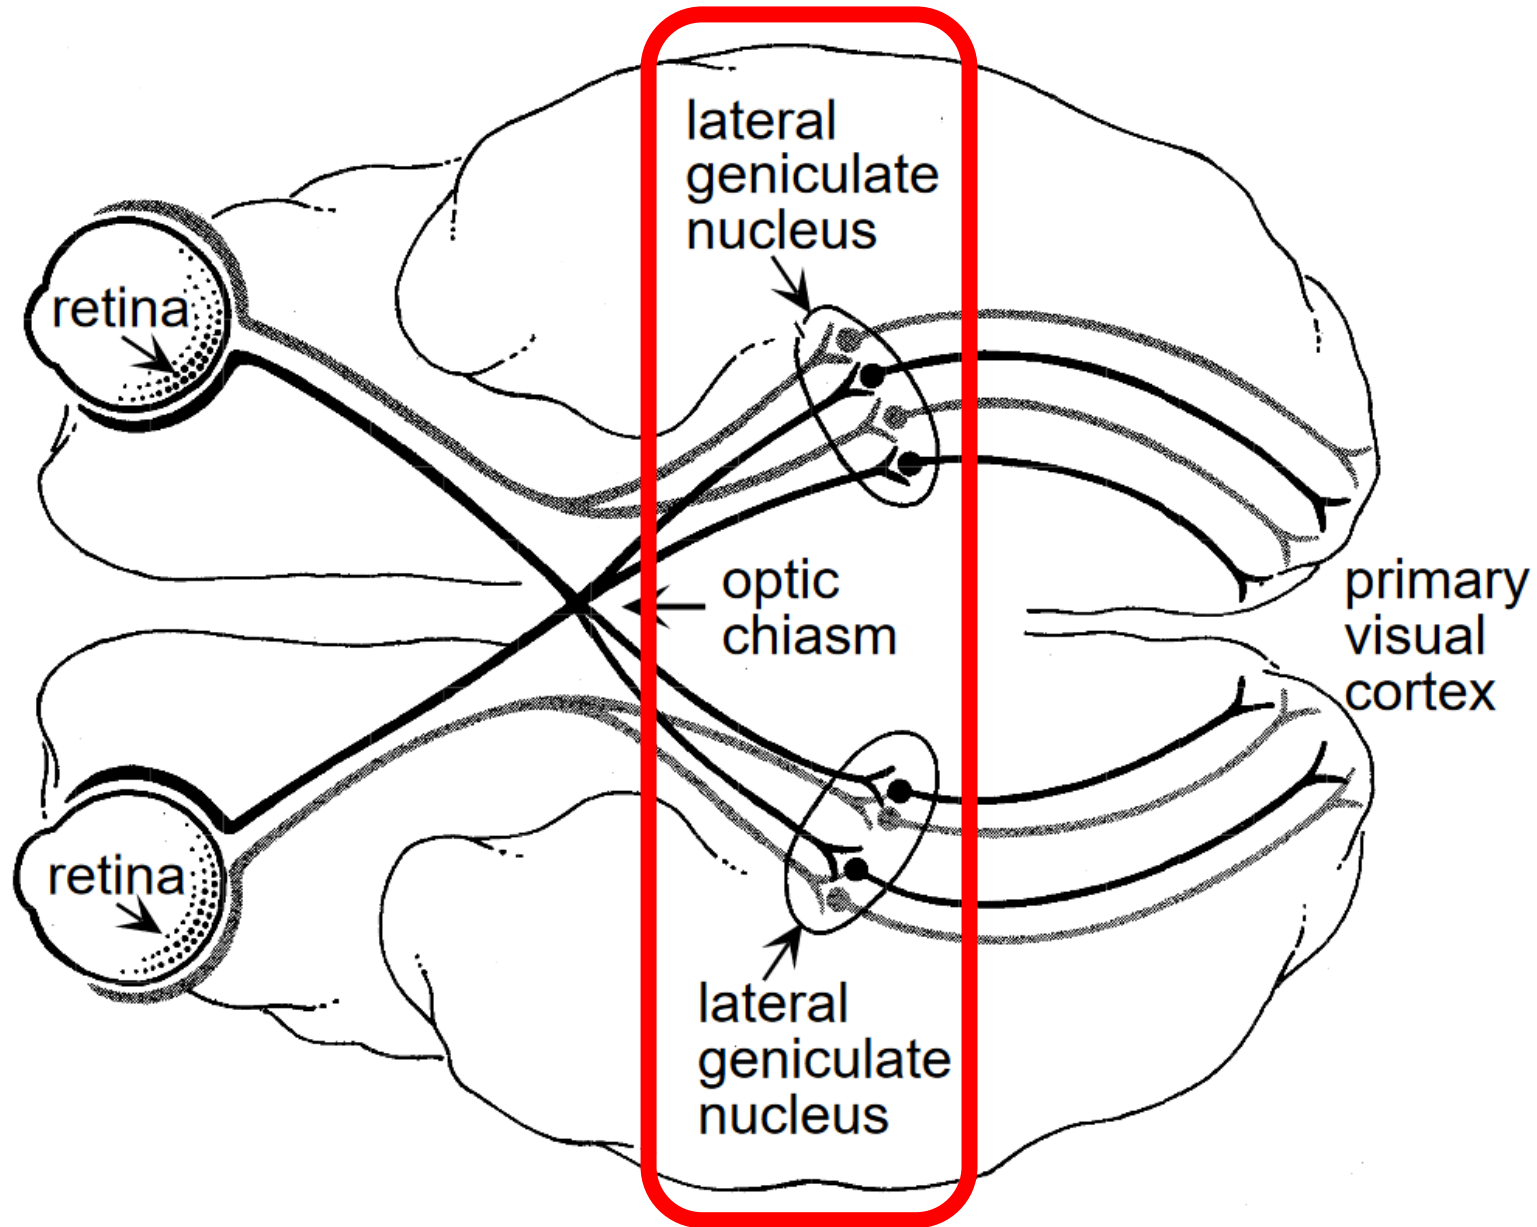 lateral
geniculate
nucleus
retina
optic
chiasm
primary
visual
cortex
retina
lateral
geniculate
nucleus